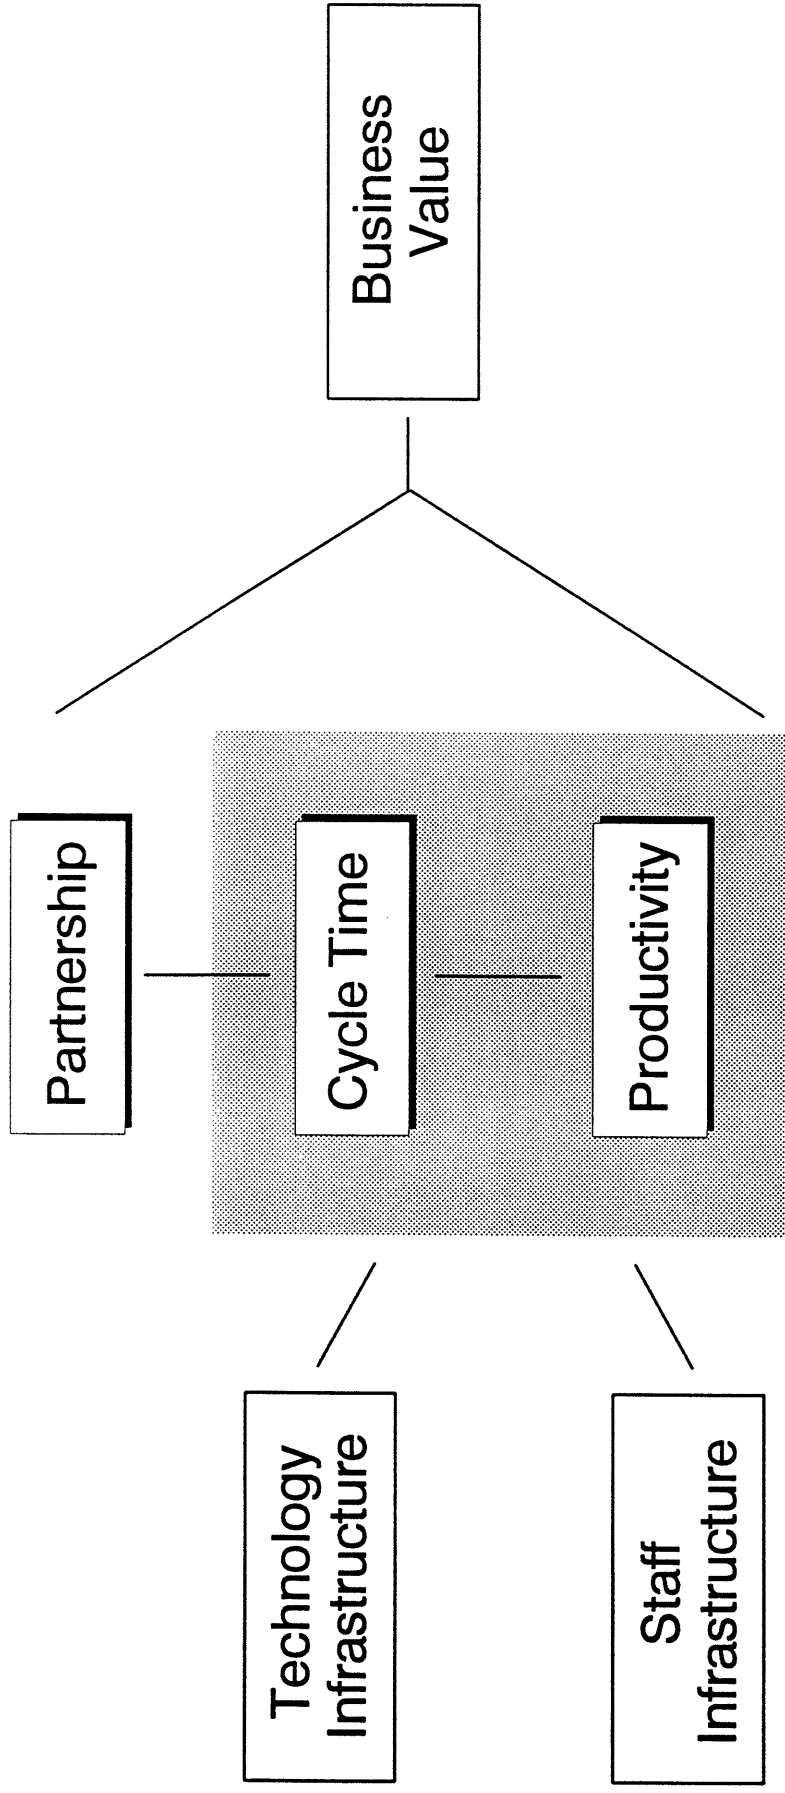 Technology
Infrastructure
Staff
Infrastructure
Partnership
Cycle Time
Productivity
Business
Value